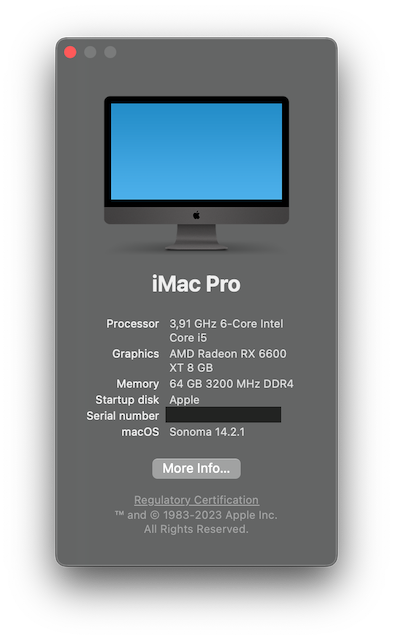 iMac Pro
Processor 3,91 GHz 6-Core Intel
Core i5
Graphics AMD Radeon RX 6600
XT 8 GB
Memory 64 GB 3200 MHz DDR4
Startup disk Apple
Serial number
macOS Sonoma 14.2.1
More Info...
Regulatory Certification
™ and © 1983-2023 Apple Inc.
All Rights Reserved.